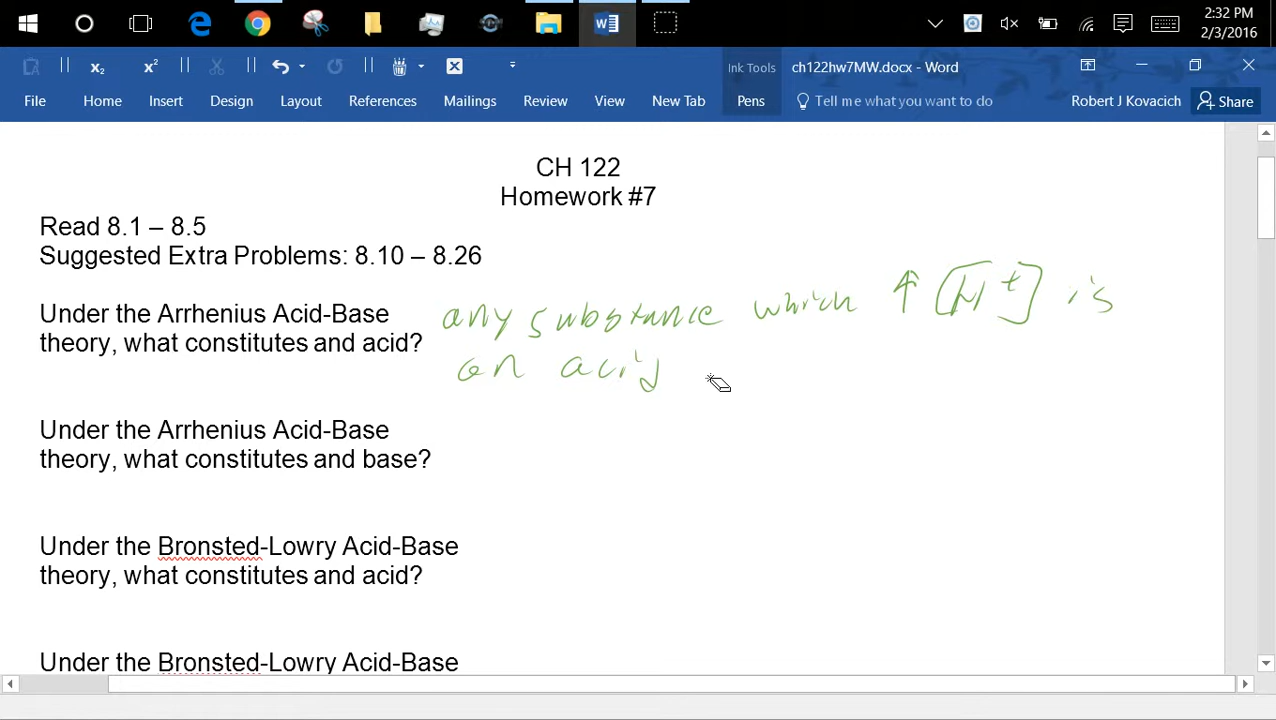 2:32 PM
2/3/2016
Ink Tools
ch122hw7MW.docx - Word
File Home Insert Design Layout References Mailings Review View New Tab Pens Tell me what you want to do Robert J Kovacich Share
CH 122
Homework #7
Read 8.1 – 8.5
Suggested Extra Problems: 8.10 – 8.26
Under the Arrhenius Acid-Base
theory, what constitutes and acid?
any substance which ↑ [H+] is
an acid
Under the Arrhenius Acid-Base
theory, what constitutes and base?
Under the Bronsted-Lowry Acid-Base
theory, what constitutes and acid?
Under the Bronsted-Lowry Acid-Base